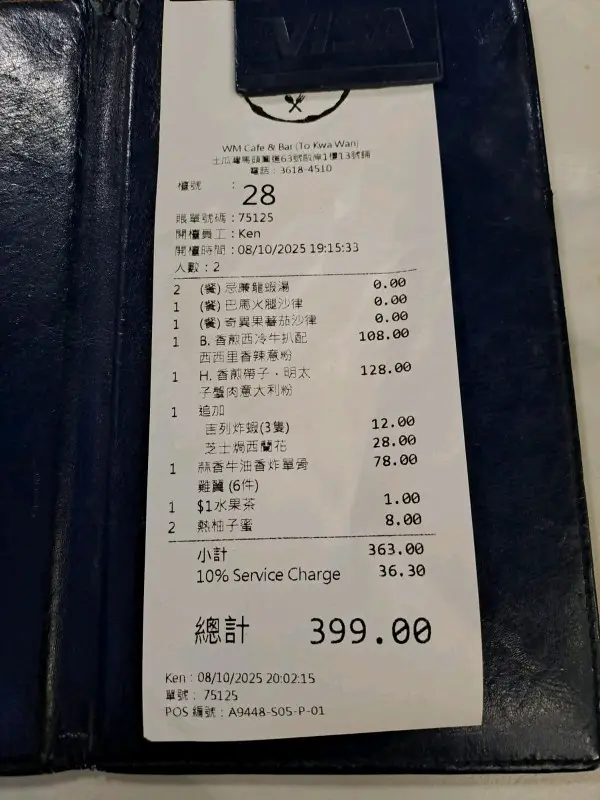 VISA
WM Cafe & Bar (To Kwa Wan)
土瓜灣馬頭圍道63號啟岸1樓13號鋪
電話：3618-4510
檯號 ： 28
賬單號碼：75125
開檯員工：Ken
開檯時間：08/10/2025 19:15:33
人數：2
2 (餐) 忌廉龍蝦湯 0.00
1 (餐) 巴馬火腿沙律 0.00
1 (餐) 奇異果蕃茄沙律 0.00
1 B. 香煎西冷牛扒配 108.00
西西里香辣意粉
1 H. 香煎帶子，明太 128.00
子蟹肉意大利粉
1 追加
吉列炸蝦(3隻) 12.00
芝士焗西蘭花 28.00
1 蒜香牛油香炸單骨 78.00
雞翼 (6件)
1 $1水果茶 1.00
2 熱柚子蜜 8.00
小計 363.00
10% Service Charge 36.30
總計 399.00
Ken：08/10/2025 20:02:15
單號： 75125
POS 編號：A9448-S05-P-01